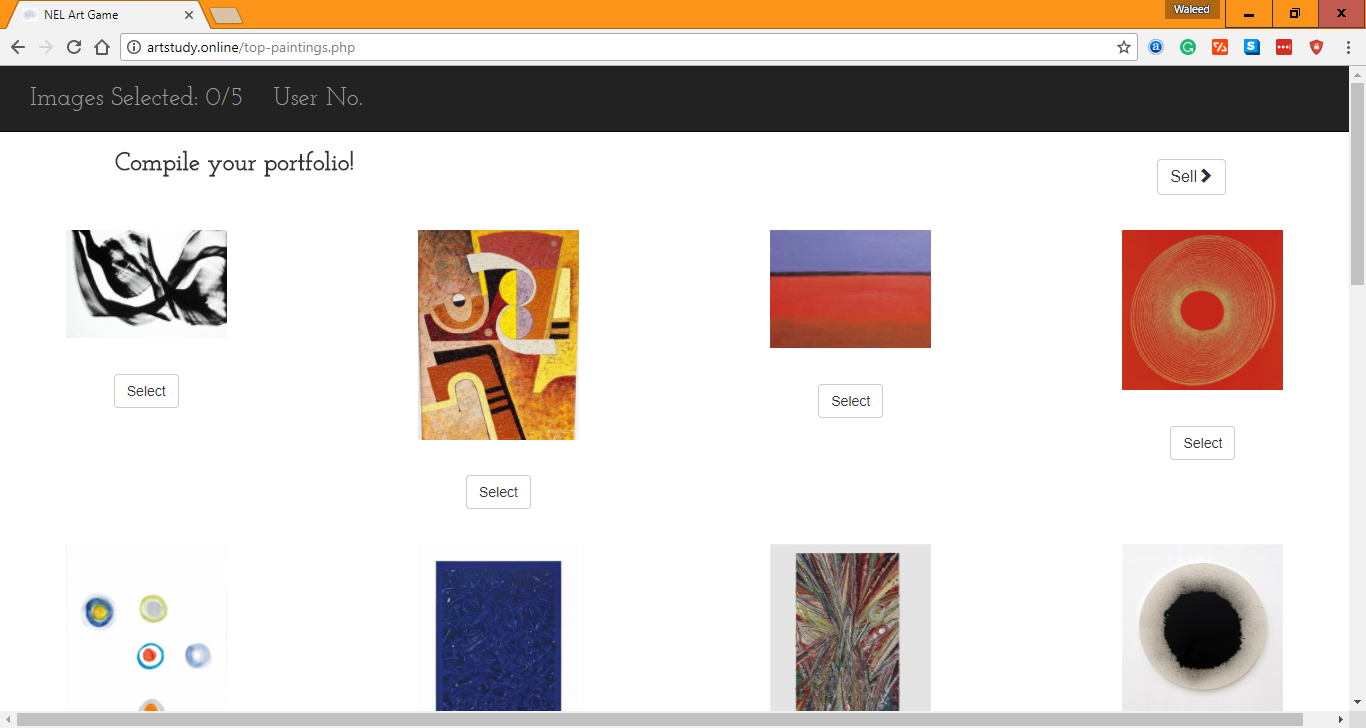 NEL Art Game
Waleed
artstudy.online/top-paintings.php
Images Selected: 0/5 User No.
Compile your portfolio!
Sell
Select
Select
Select
Select